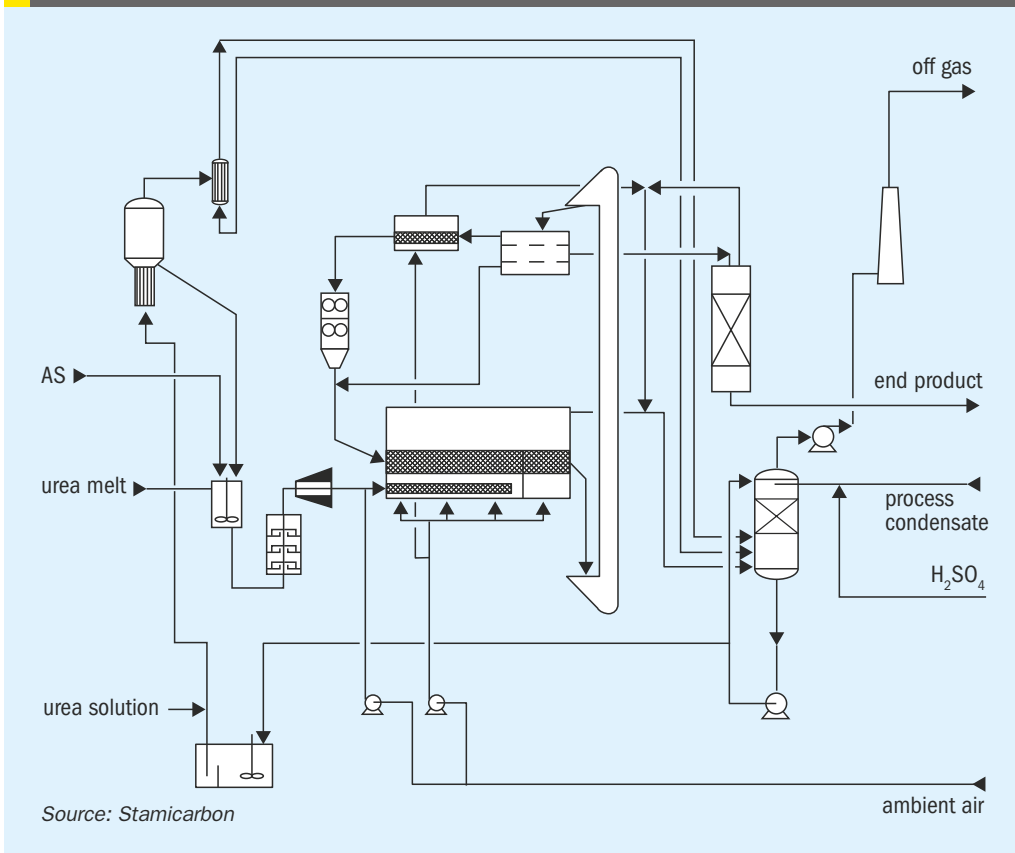 off gas
AS
end product
urea melt
process
condensate
H₂SO₄
urea solution
ambient air
Source: Stamicarbon